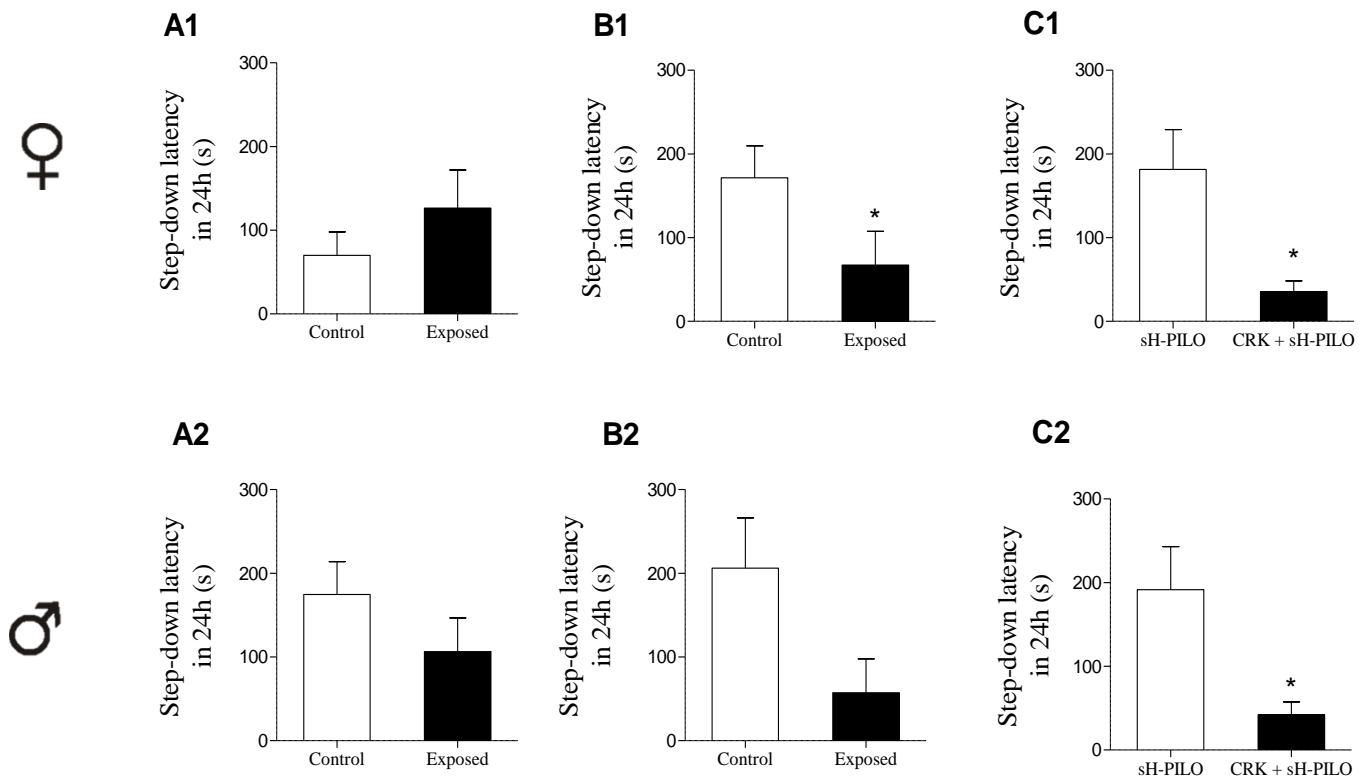 A1
Step-down latency
in 24h (s)
300
200
100
0
Control
Exposed
B1
Step-down latency
in 24h (s)
300
200
100
0
*
Control
Exposed
C1
Step-down latency
in 24h (s)
300
200
100
0
*
sH-PILO
CRK + sH-PILO
A2
Step-down latency
in 24h (s)
300
200
100
0
Control
Exposed
B2
Step-down latency
in 24h (s)
300
200
100
0
Control
Exposed
C2
Step-down latency
in 24h (s)
300
200
100
0
*
sH-PILO
CRK + sH-PILO